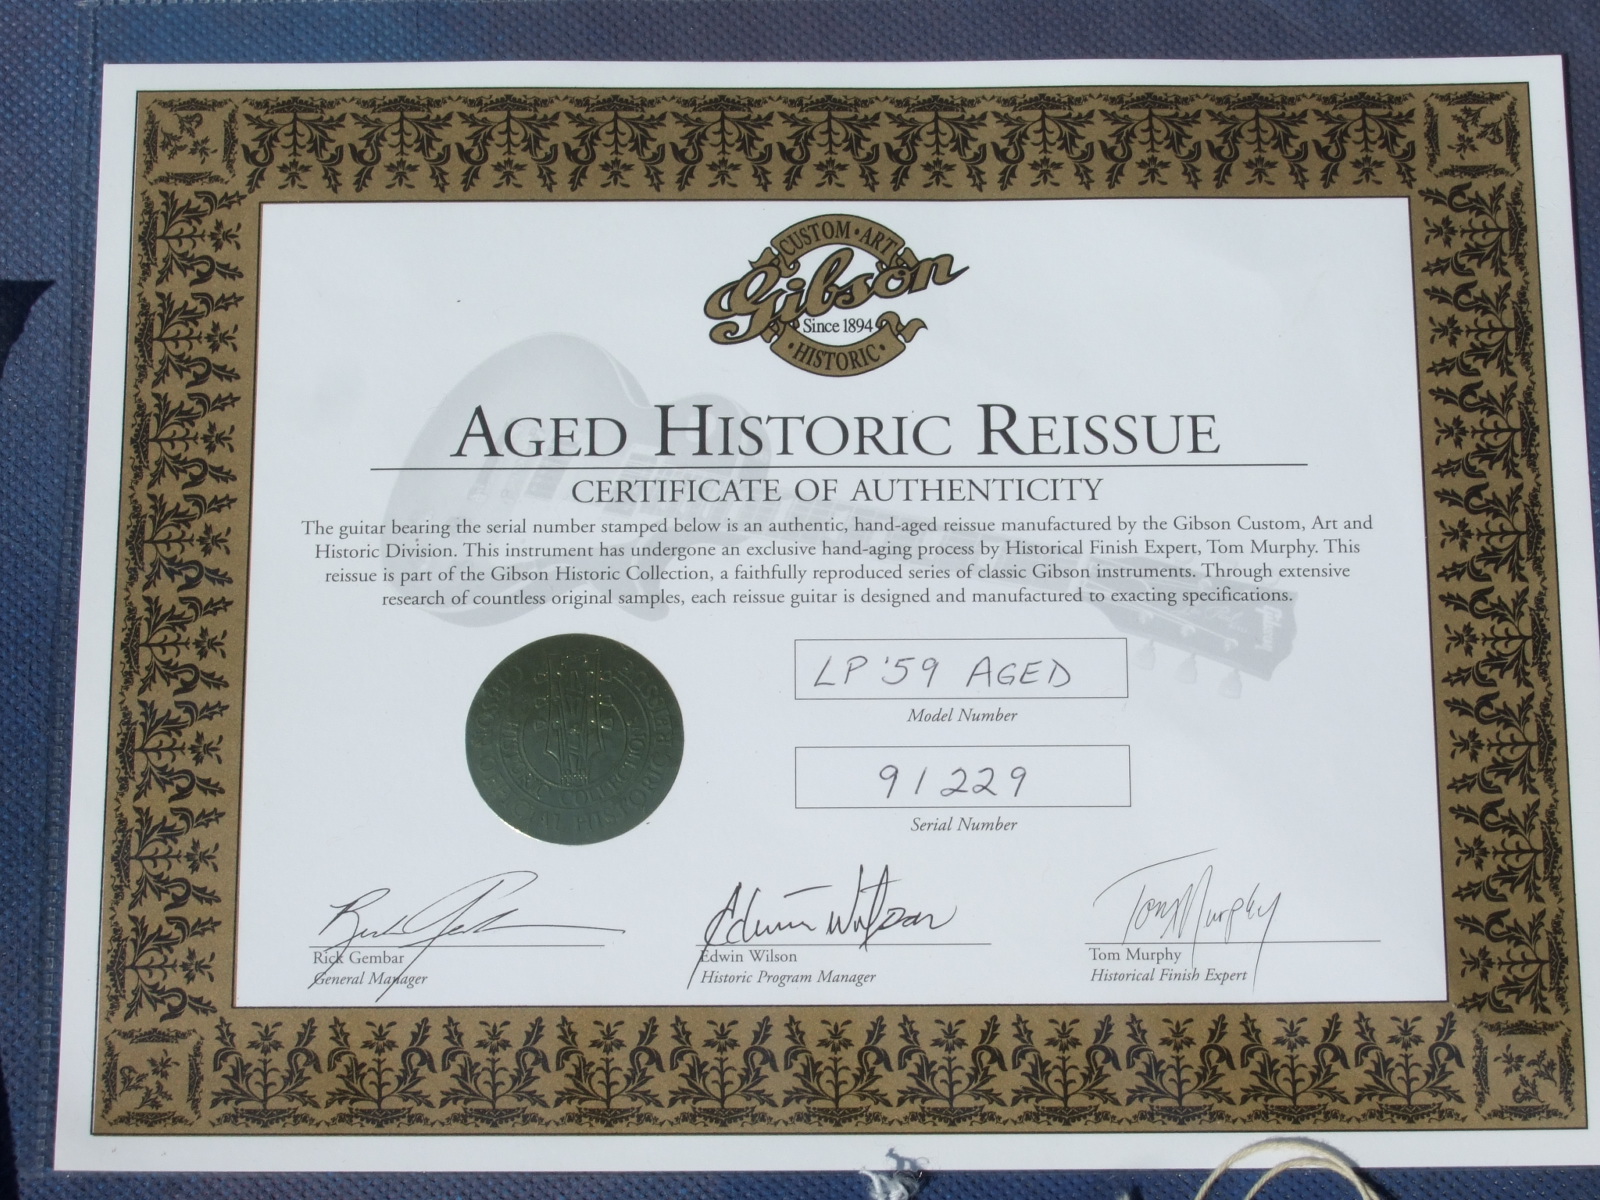 CUSTOM · ART
Gibson
Since 1894
· HISTORIC ·
AGED HISTORIC REISSUE
CERTIFICATE OF AUTHENTICITY
The guitar bearing the serial number stamped below is an authentic, hand-aged reissue manufactured by the Gibson Custom, Art and
Historic Division. This instrument has undergone an exclusive hand-aging process by Historical Finish Expert, Tom Murphy. This
reissue is part of the Gibson Historic Collection, a faithfully reproduced series of classic Gibson instruments. Through extensive
research of countless original samples, each reissue guitar is designed and manufactured to exacting specifications.
LP '59 AGED
Model Number
91229
Serial Number
Edwin Wilson
Tom Murphy
Rick Gembar
General Manager
Edwin Wilson
Historic Program Manager
Tom Murphy
Historical Finish Expert